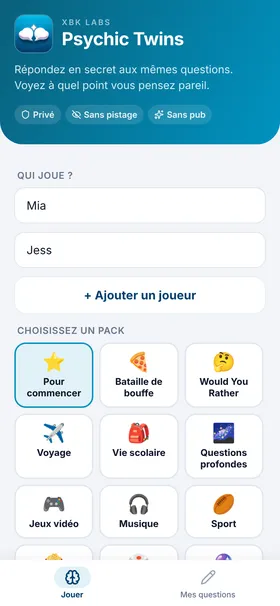 XBK LABS
Psychic Twins
Répondez en secret aux mêmes questions.
Voyez à quel point vous pensez pareil.
Privé
Sans pistage
Sans pub
QUI JOUE ?
Mia
Jess
+ Ajouter un joueur
CHOISISSEZ UN PACK
Pour
commencer
Bataille de
bouffe
Would You
Rather
Voyage
Vie scolaire
Questions
profondes
Jeux vidéo
Musique
Sport
Jouer
Mes questions